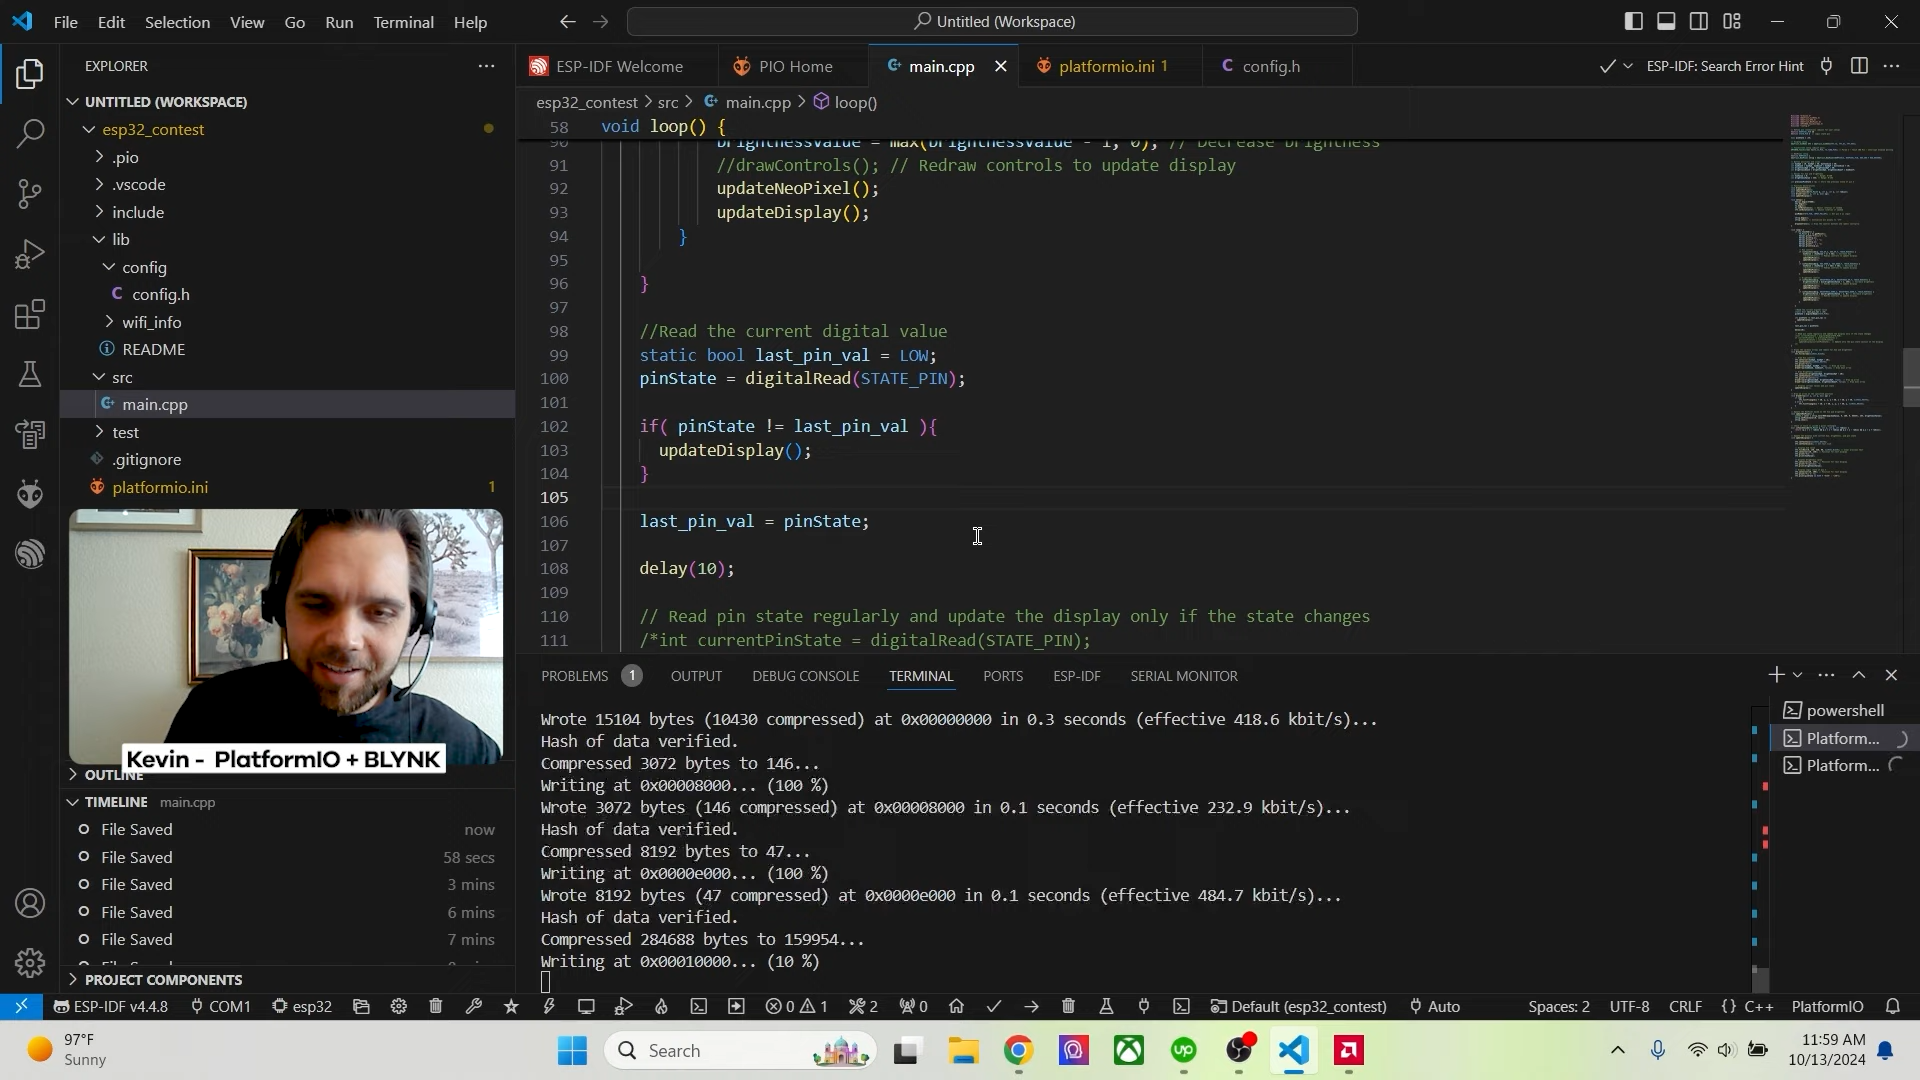 File Edit Selection View Go Run Terminal Help
Untitled (Workspace)
EXPLORER
UNTITLED (WORKSPACE)
esp32_contest
.pio
.vscode
include
lib
config
config.h
wifi_info
README
src
main.cpp
test
.gitignore
platformio.ini 1
Kevin - PlatformIO + BLYNK
OUTLINE
TIMELINE main.cpp
File Saved now
File Saved 58 secs
File Saved 3 mins
File Saved 6 mins
File Saved 7 mins
PROJECT COMPONENTS
ESP-IDF Welcome PIO Home main.cpp platformio.ini 1 config.h
ESP-IDF: Search Error Hint
esp32_contest > src > main.cpp > loop()
58 void loop() {
90 brightnessValue = max(brightnessValue - 1, 0); // Decrease brightness
91 //drawControls(); // Redraw controls to update display
92 updateNeoPixel();
93 updateDisplay();
94 }
95
96 }
97
98 //Read the current digital value
99 static bool last_pin_val = LOW;
100 pinState = digitalRead(STATE_PIN);
101
102 if( pinState != last_pin_val ){
103 updateDisplay();
104 }
105
106 last_pin_val = pinState;
107
108 delay(10);
109
110 // Read pin state regularly and update the display only if the state changes
111 /*int currentPinState = digitalRead(STATE_PIN);
PROBLEMS 1 OUTPUT DEBUG CONSOLE TERMINAL PORTS ESP-IDF SERIAL MONITOR
Wrote 15104 bytes (10430 compressed) at 0x00000000 in 0.3 seconds (effective 418.6 kbit/s)...
Hash of data verified.
Compressed 3072 bytes to 146...
Writing at 0x00008000... (100 %)
Wrote 3072 bytes (146 compressed) at 0x00008000 in 0.1 seconds (effective 232.9 kbit/s)...
Hash of data verified.
Compressed 8192 bytes to 47...
Writing at 0x0000e000... (100 %)
Wrote 8192 bytes (47 compressed) at 0x0000e000 in 0.1 seconds (effective 484.7 kbit/s)...
Hash of data verified.
Compressed 284688 bytes to 159954...
Writing at 0x00010000... (10 %)
powershell
Platform...
Platform...
ESP-IDF v4.4.8 COM1 esp32 0 1 2 0 Default (esp32_contest) Auto Spaces: 2 UTF-8 CRLF {} C++ PlatformIO
97°F
Sunny
Search
up
11:59 AM
10/13/2024